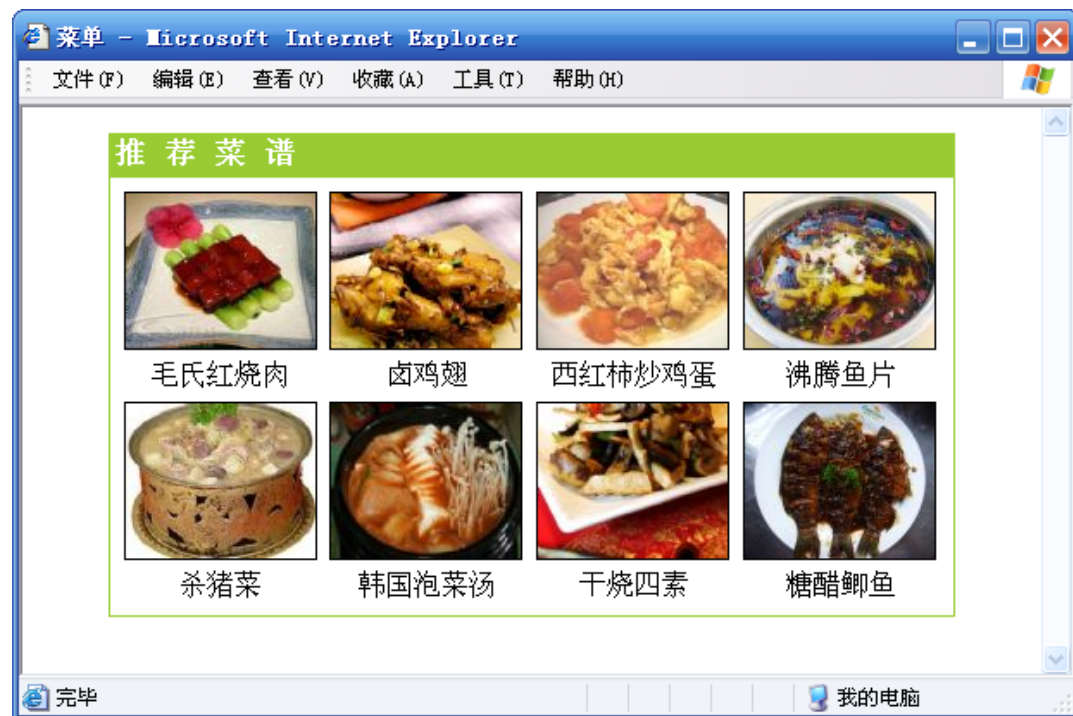 菜单 - Microsoft Internet Explorer
文件(F) 编辑(E) 查看(V) 收藏(A) 工具(T) 帮助(H)
推 荐 菜 谱
毛氏红烧肉 卤鸡翅 西红柿炒鸡蛋 沸腾鱼片
杀猪菜 韩国泡菜汤 干烧四素 糖醋鲫鱼
完毕 我的电脑